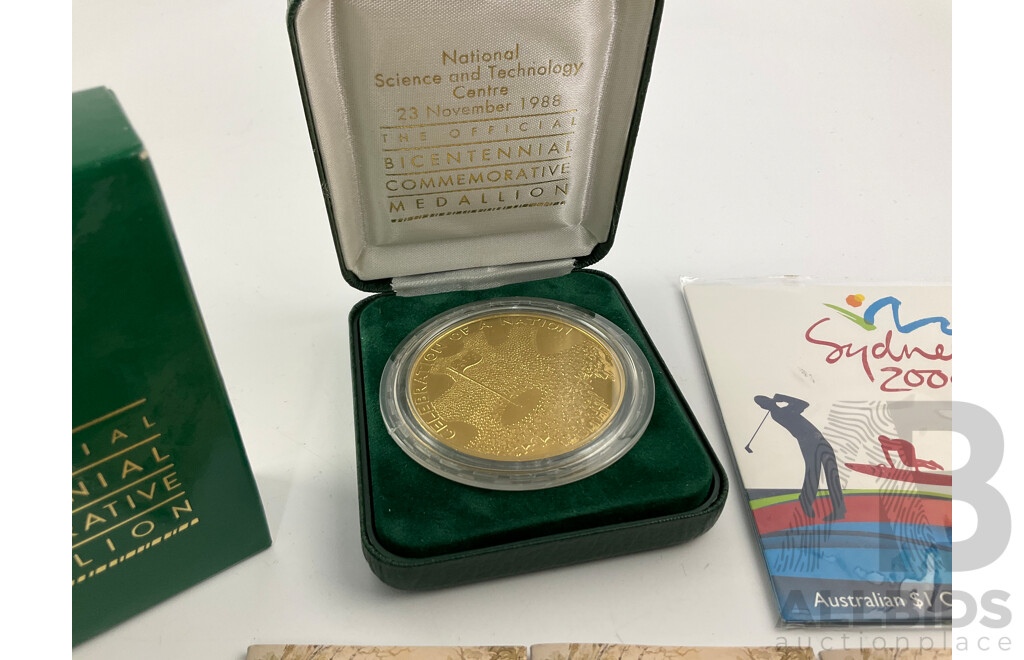 National
Science and Technology
Centre
23 November 1988
THE OFFICIAL
BICENTENNIAL
COMMEMORATIVE
MEDALLION
CELEBRATION OF A NATION
IAL
NIAL
RATIVE
LLION
Sydne
200
Australian $1 C
B
ALLBIDS
auctionplace